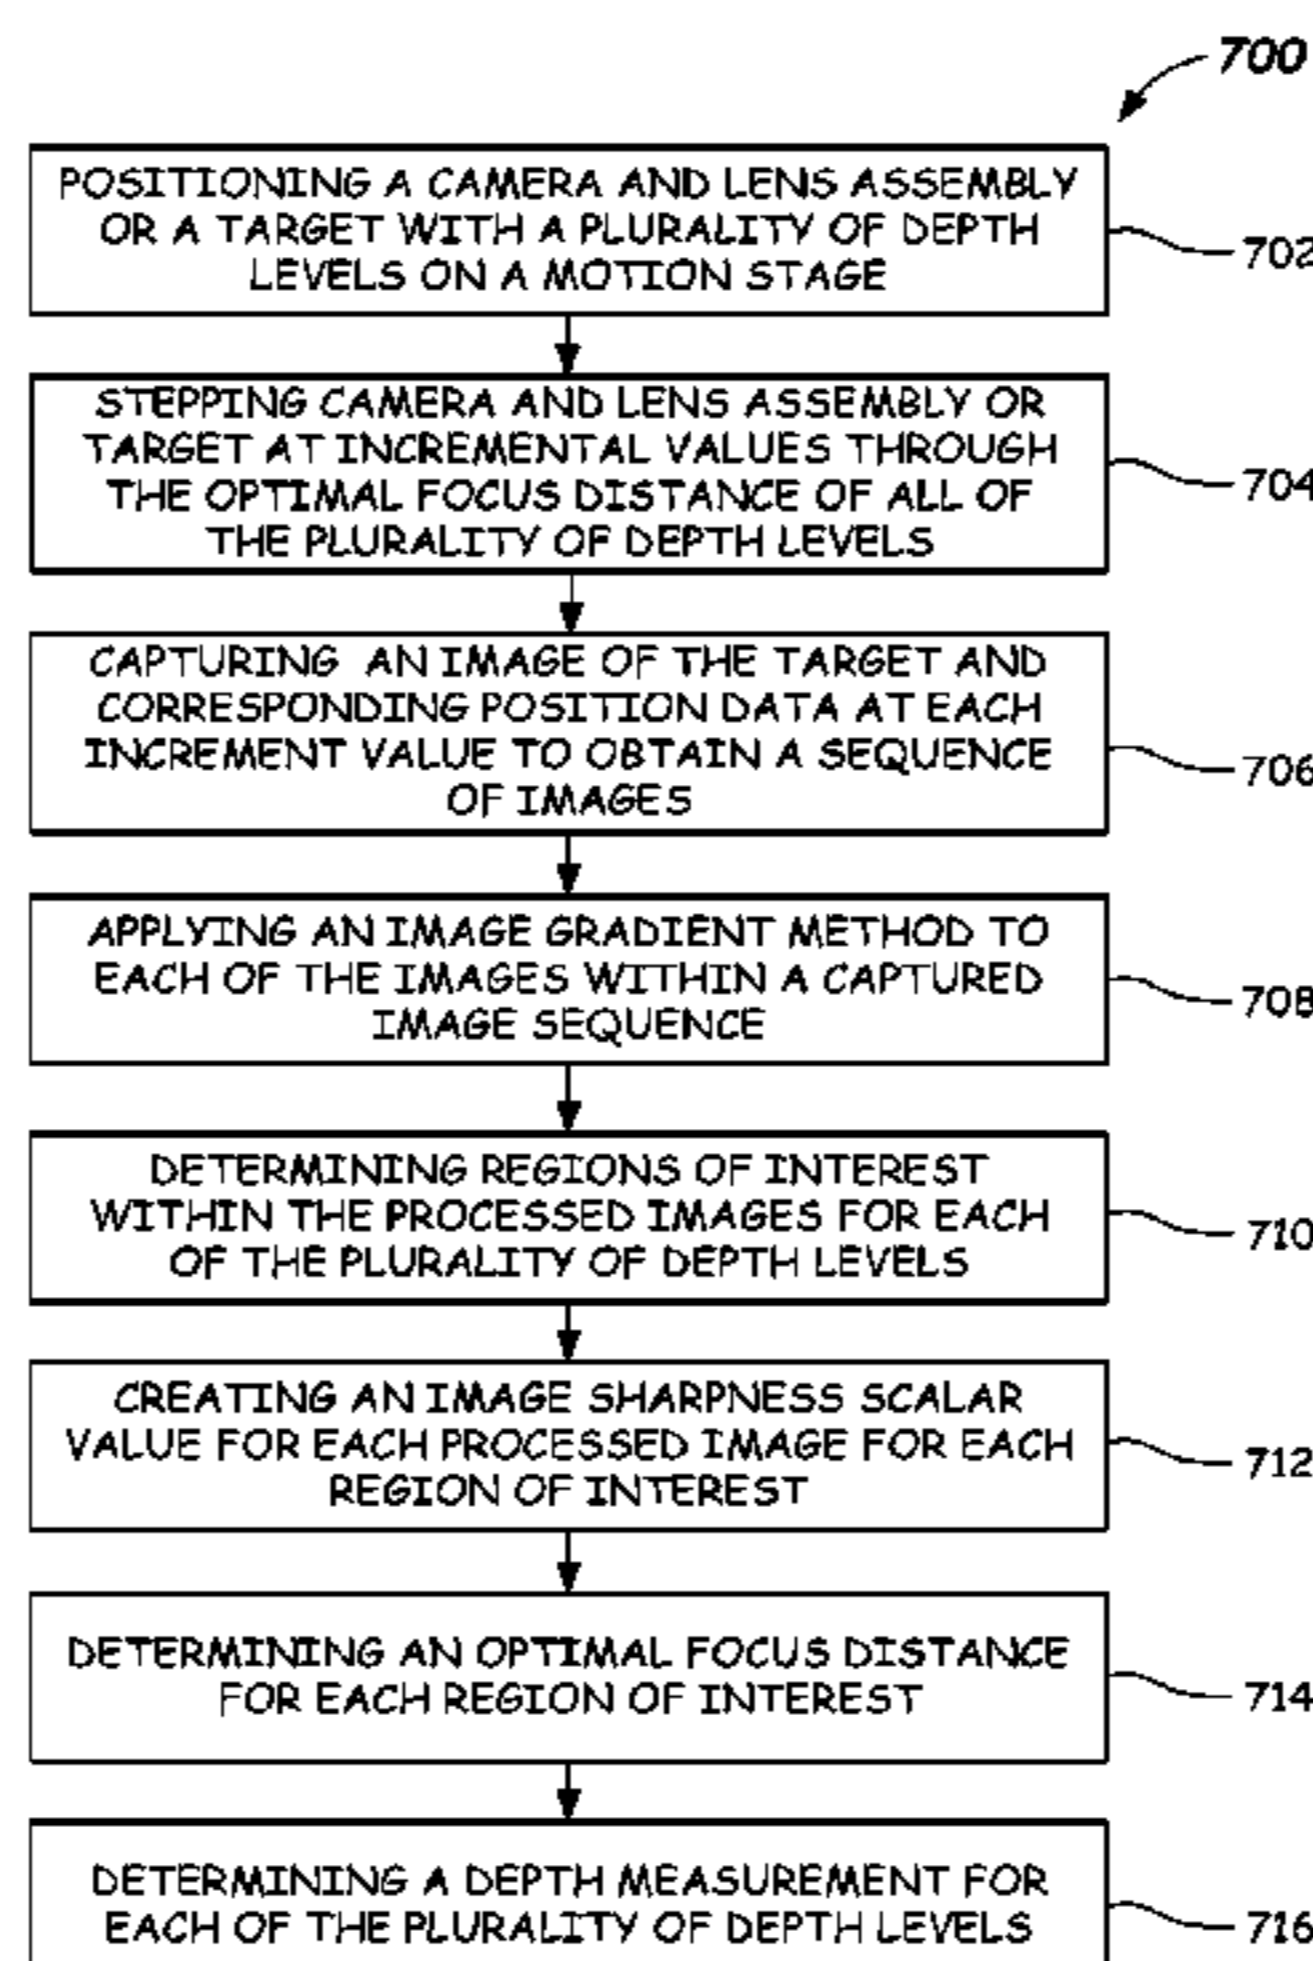 700
POSITIONING A CAMERA AND LENS ASSEMBLY
OR A TARGET WITH A PLURALITY OF DEPTH
LEVELS ON A MOTION STAGE
702
STEPPING CAMERA AND LENS ASSEMBLY OR
TARGET AT INCREMENTAL VALUES THROUGH
THE OPTIMAL FOCUS DISTANCE OF ALL OF
THE PLURALITY OF DEPTH LEVELS
704
CAPTURING AN IMAGE OF THE TARGET AND
CORRESPONDING POSITION DATA AT EACH
INCREMENT VALUE TO OBTAIN A SEQUENCE
OF IMAGES
706
APPLYING AN IMAGE GRADIENT METHOD TO
EACH OF THE IMAGES WITHIN A CAPTURED
IMAGE SEQUENCE
708
DETERMINING REGIONS OF INTEREST
WITHIN THE PROCESSED IMAGES FOR EACH
OF THE PLURALITY OF DEPTH LEVELS
710
CREATING AN IMAGE SHARPNESS SCALAR
VALUE FOR EACH PROCESSED IMAGE FOR EACH
REGION OF INTEREST
712
DETERMINING AN OPTIMAL FOCUS DISTANCE
FOR EACH REGION OF INTEREST
714
DETERMINING A DEPTH MEASUREMENT FOR
EACH OF THE PLURALITY OF DEPTH LEVELS
716